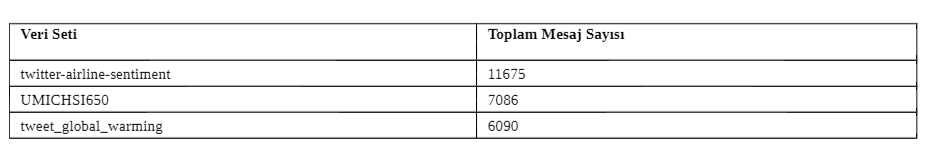 Veri Seti Toplam Mesaj Sayısı
twitter-airline-sentiment 11675
UMICHSI650 7086
tweet_global_warming 6090